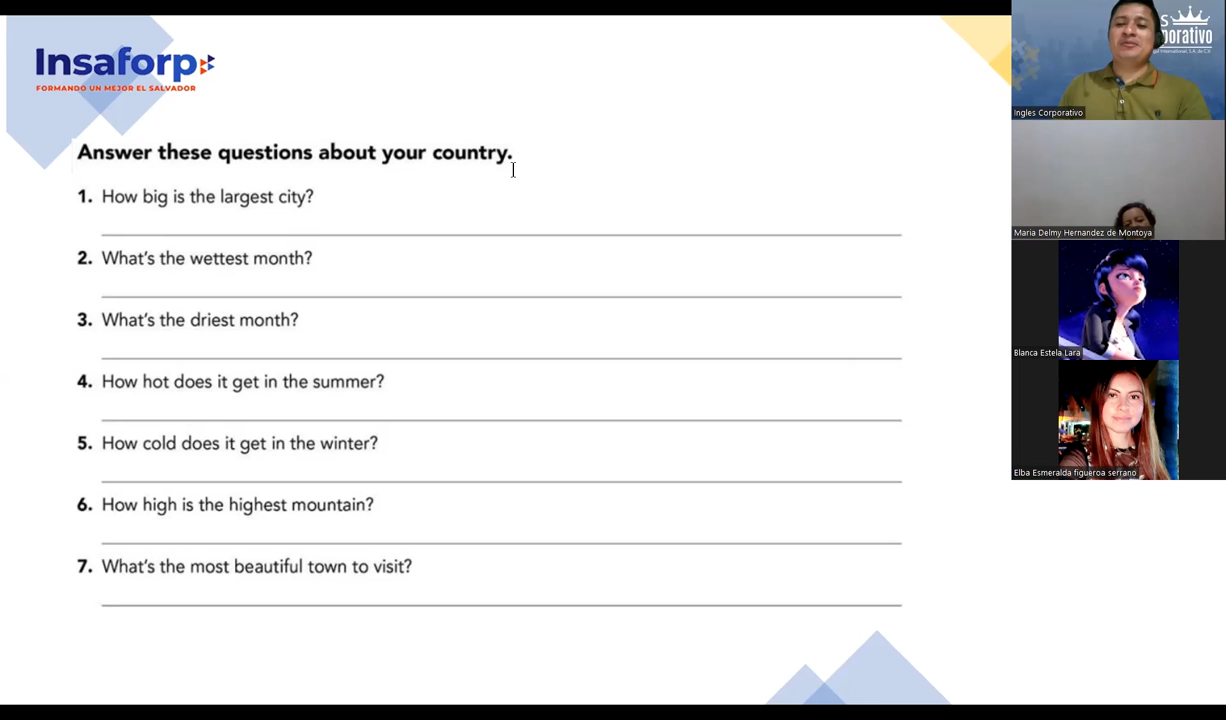 Insaforp
FORMANDO UN MEJOR EL SALVADOR
Answer these questions about your country.
1. How big is the largest city?
2. What's the wettest month?
3. What's the driest month?
4. How hot does it get in the summer?
5. How cold does it get in the winter?
6. How high is the highest mountain?
7. What's the most beautiful town to visit?
S
porativo
Ingles Corporativo
Maria Delmy Hernandez de Montoya
Blanca Estela Lara
Elba Esmeralda figueroa serrano